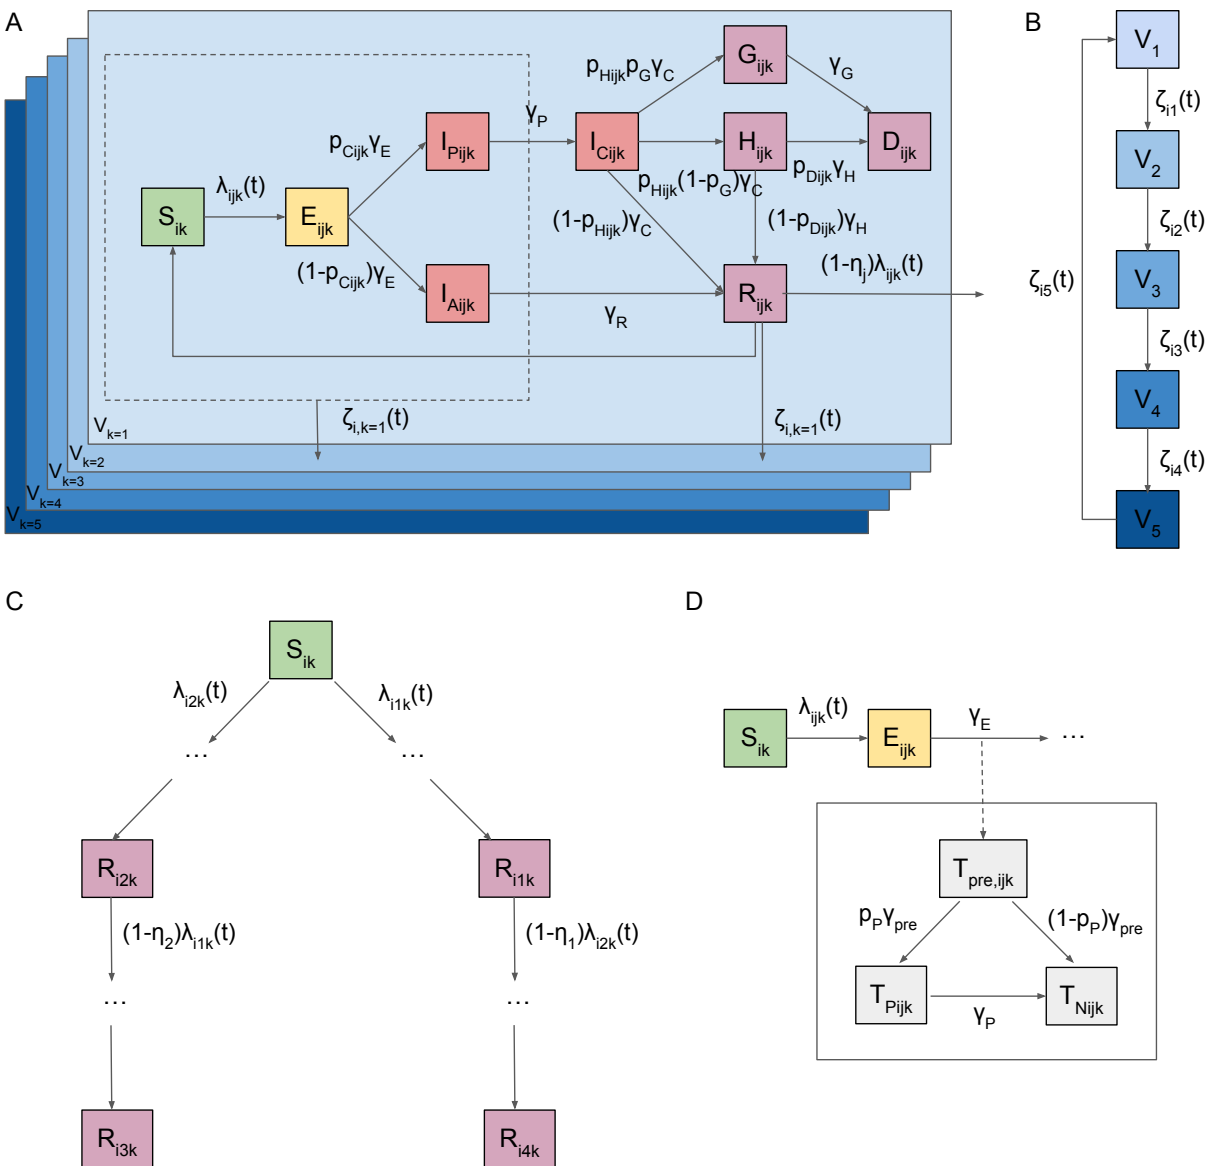 A
B
G_ijk
V_1
p_Hijk p_G γ_C
γ_G
γ_P
ζ_i1(t)
p_Cijk γ_E
I_Pijk
I_Cijk
H_ijk
D_ijk
V_2
λ_ijk(t)
p_Hijk(1-p_G)γ_C
p_Dijk γ_H
S_ik
E_ijk
(1-p_Hijk)γ_C
(1-p_Dijk)γ_H
ζ_i2(t)
(1-p_Cijk)γ_E
(1-η_j)λ_ijk(t)
ζ_i5(t)
V_3
I_Aijk
R_ijk
γ_R
ζ_i3(t)
V_4
V_k=1
ζ_i,k=1(t)
ζ_i,k=1(t)
V_k=2
V_k=3
ζ_i4(t)
V_k=4
V_k=5
V_5
C
D
S_ik
λ_i2k(t)
λ_i1k(t)
...
...
R_i2k
R_i1k
(1-η_2)λ_i1k(t)
(1-η_1)λ_i2k(t)
...
...
R_i3k
R_i4k
λ_ijk(t)
γ_E
S_ik
E_ijk
...
T_pre,ijk
p_P γ_pre
(1-p_P)γ_pre
T_Pijk
T_Nijk
γ_P